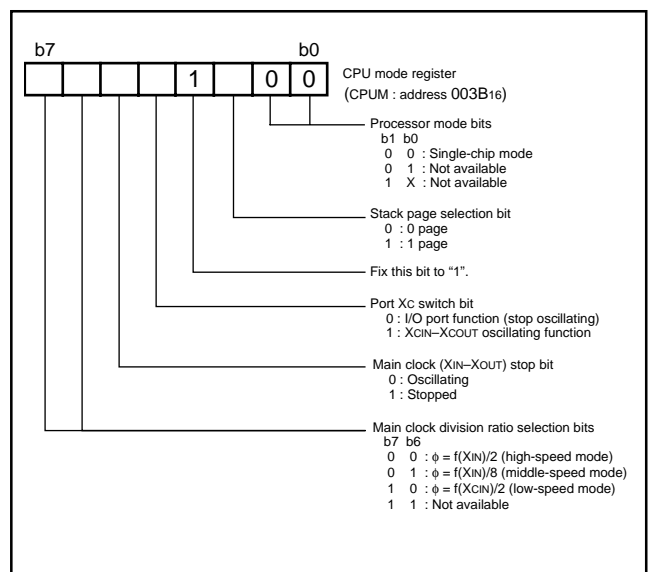 b7 b0
1 0 0
CPU mode register
(CPUM : address 003B16)
Processor mode bits
b1 b0
0 0 : Single-chip mode
0 1 : Not available
1 X : Not available
Stack page selection bit
0 : 0 page
1 : 1 page
Fix this bit to “1”.
Port XC switch bit
0 : I/O port function (stop oscillating)
1 : XCIN–XCOUT oscillating function
Main clock (XIN–XOUT) stop bit
0 : Oscillating
1 : Stopped
Main clock division ratio selection bits
b7 b6
0 0 : ϕ = f(XIN)/2 (high-speed mode)
0 1 : ϕ = f(XIN)/8 (middle-speed mode)
1 0 : ϕ = f(XCIN)/2 (low-speed mode)
1 1 : Not available